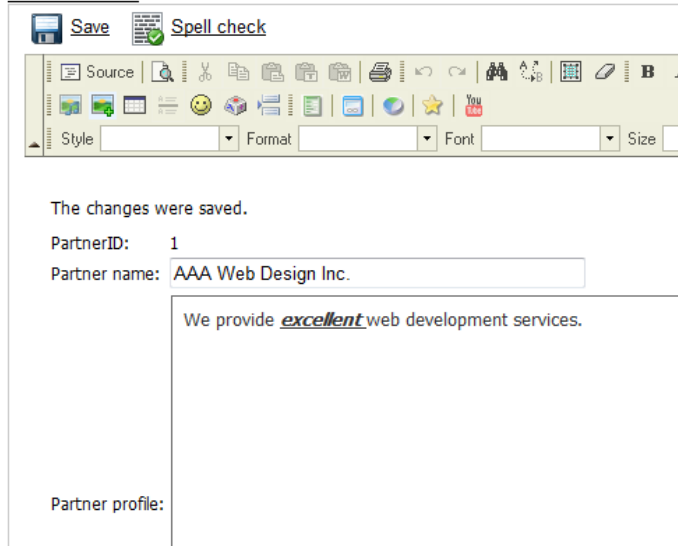 Save Spell check
Source B
Style Format Font Size
The changes were saved.
PartnerID: 1
Partner name: AAA Web Design Inc.
We provide excellent web development services.
Partner profile: